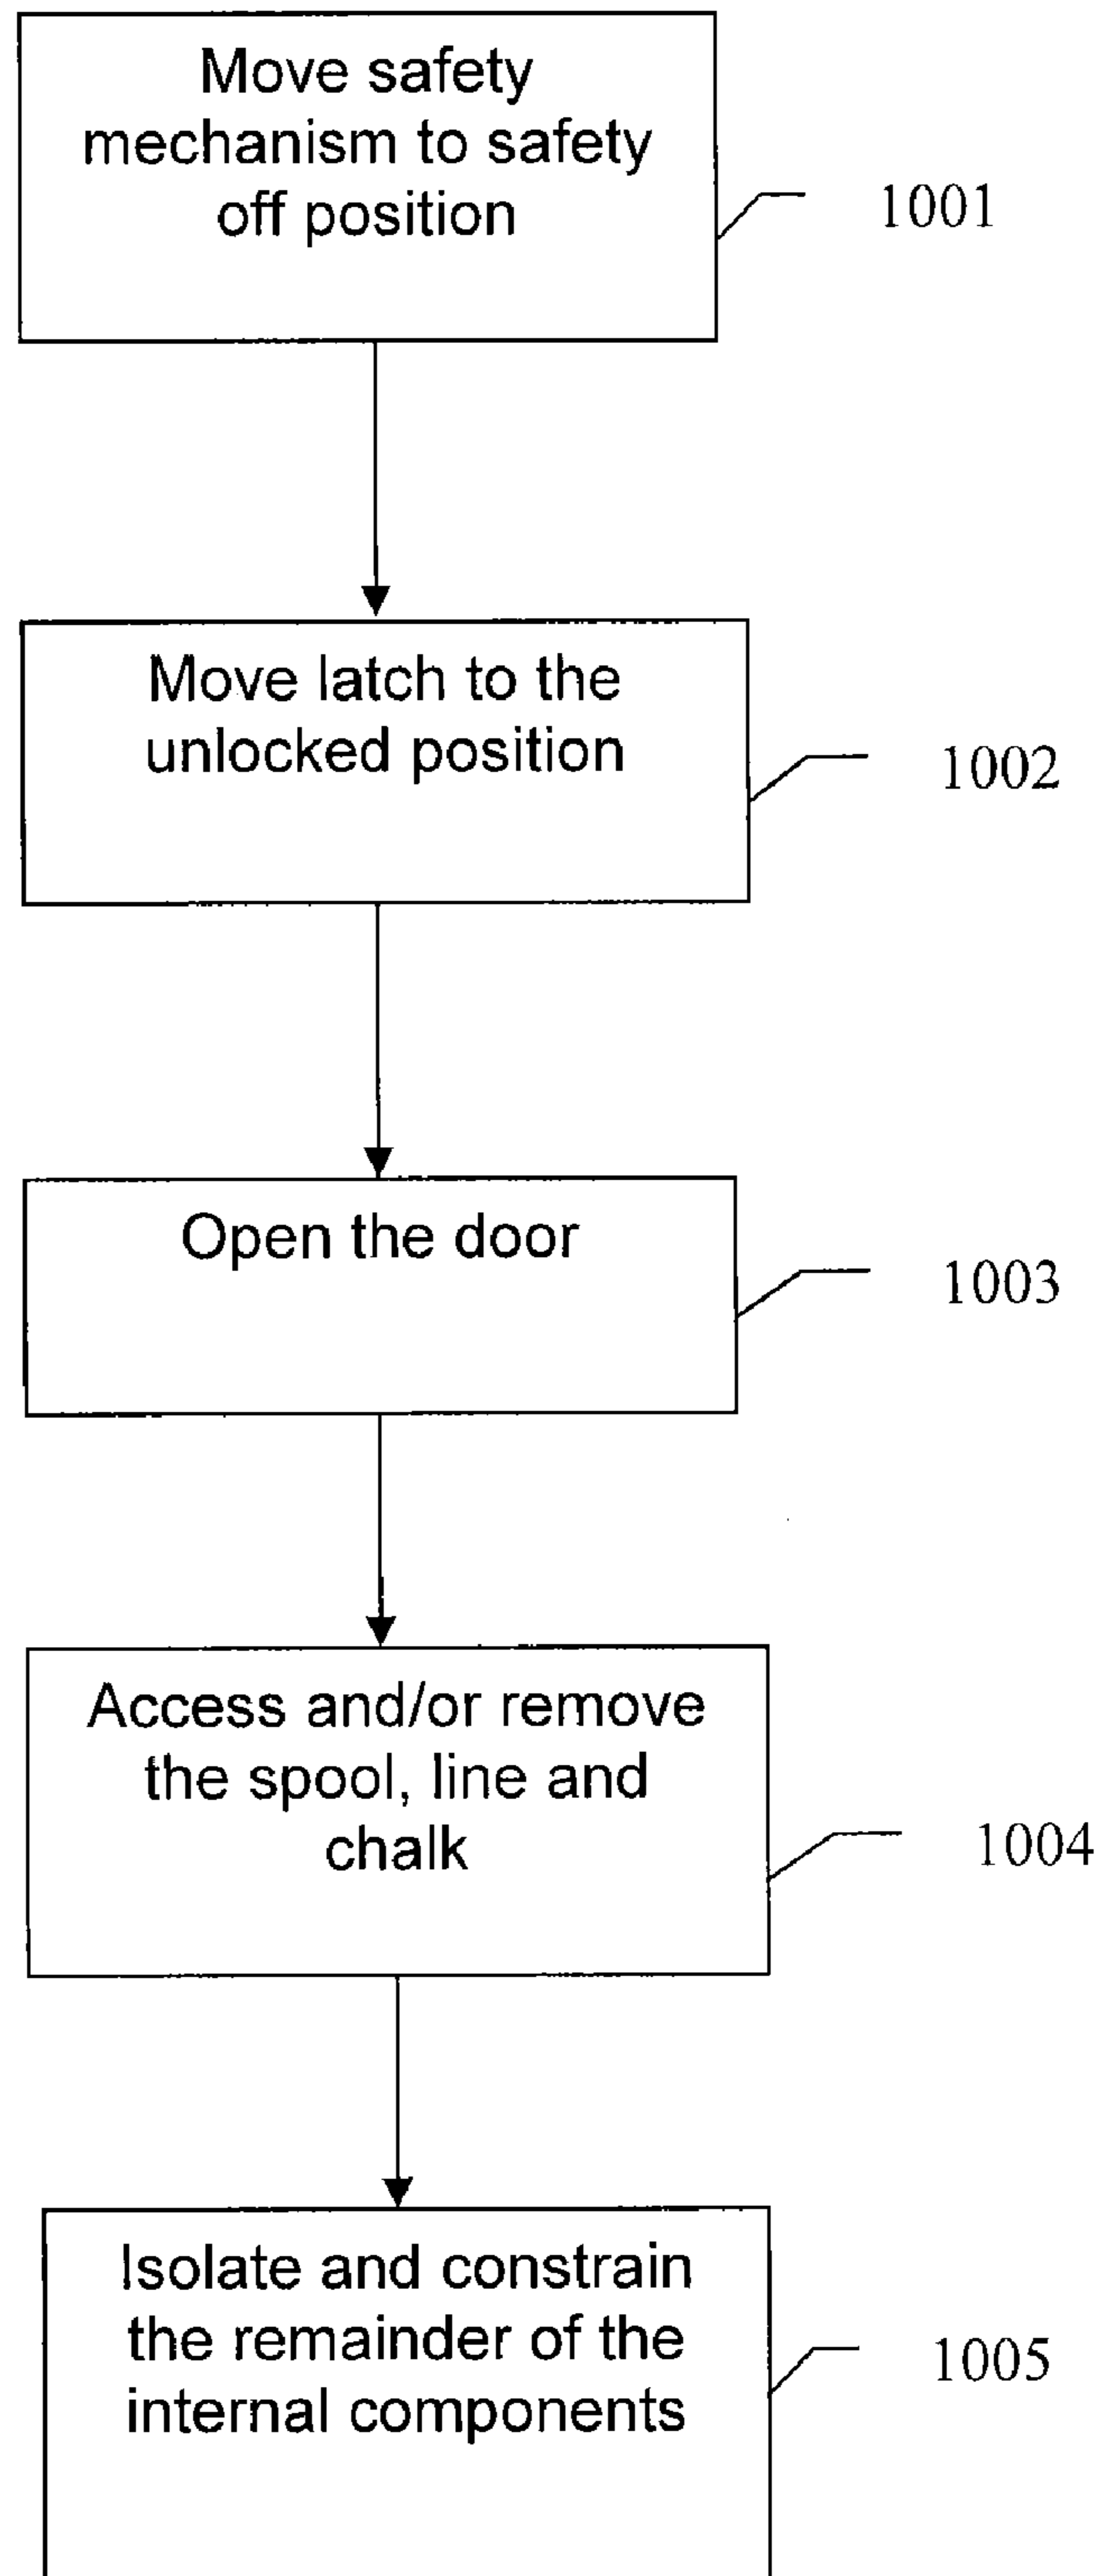 Move safety
mechanism to safety
off position
1001
Move latch to the
unlocked position
1002
Open the door
1003
Access and/or remove
the spool, line and
chalk
1004
Isolate and constrain
the remainder of the
internal components
1005